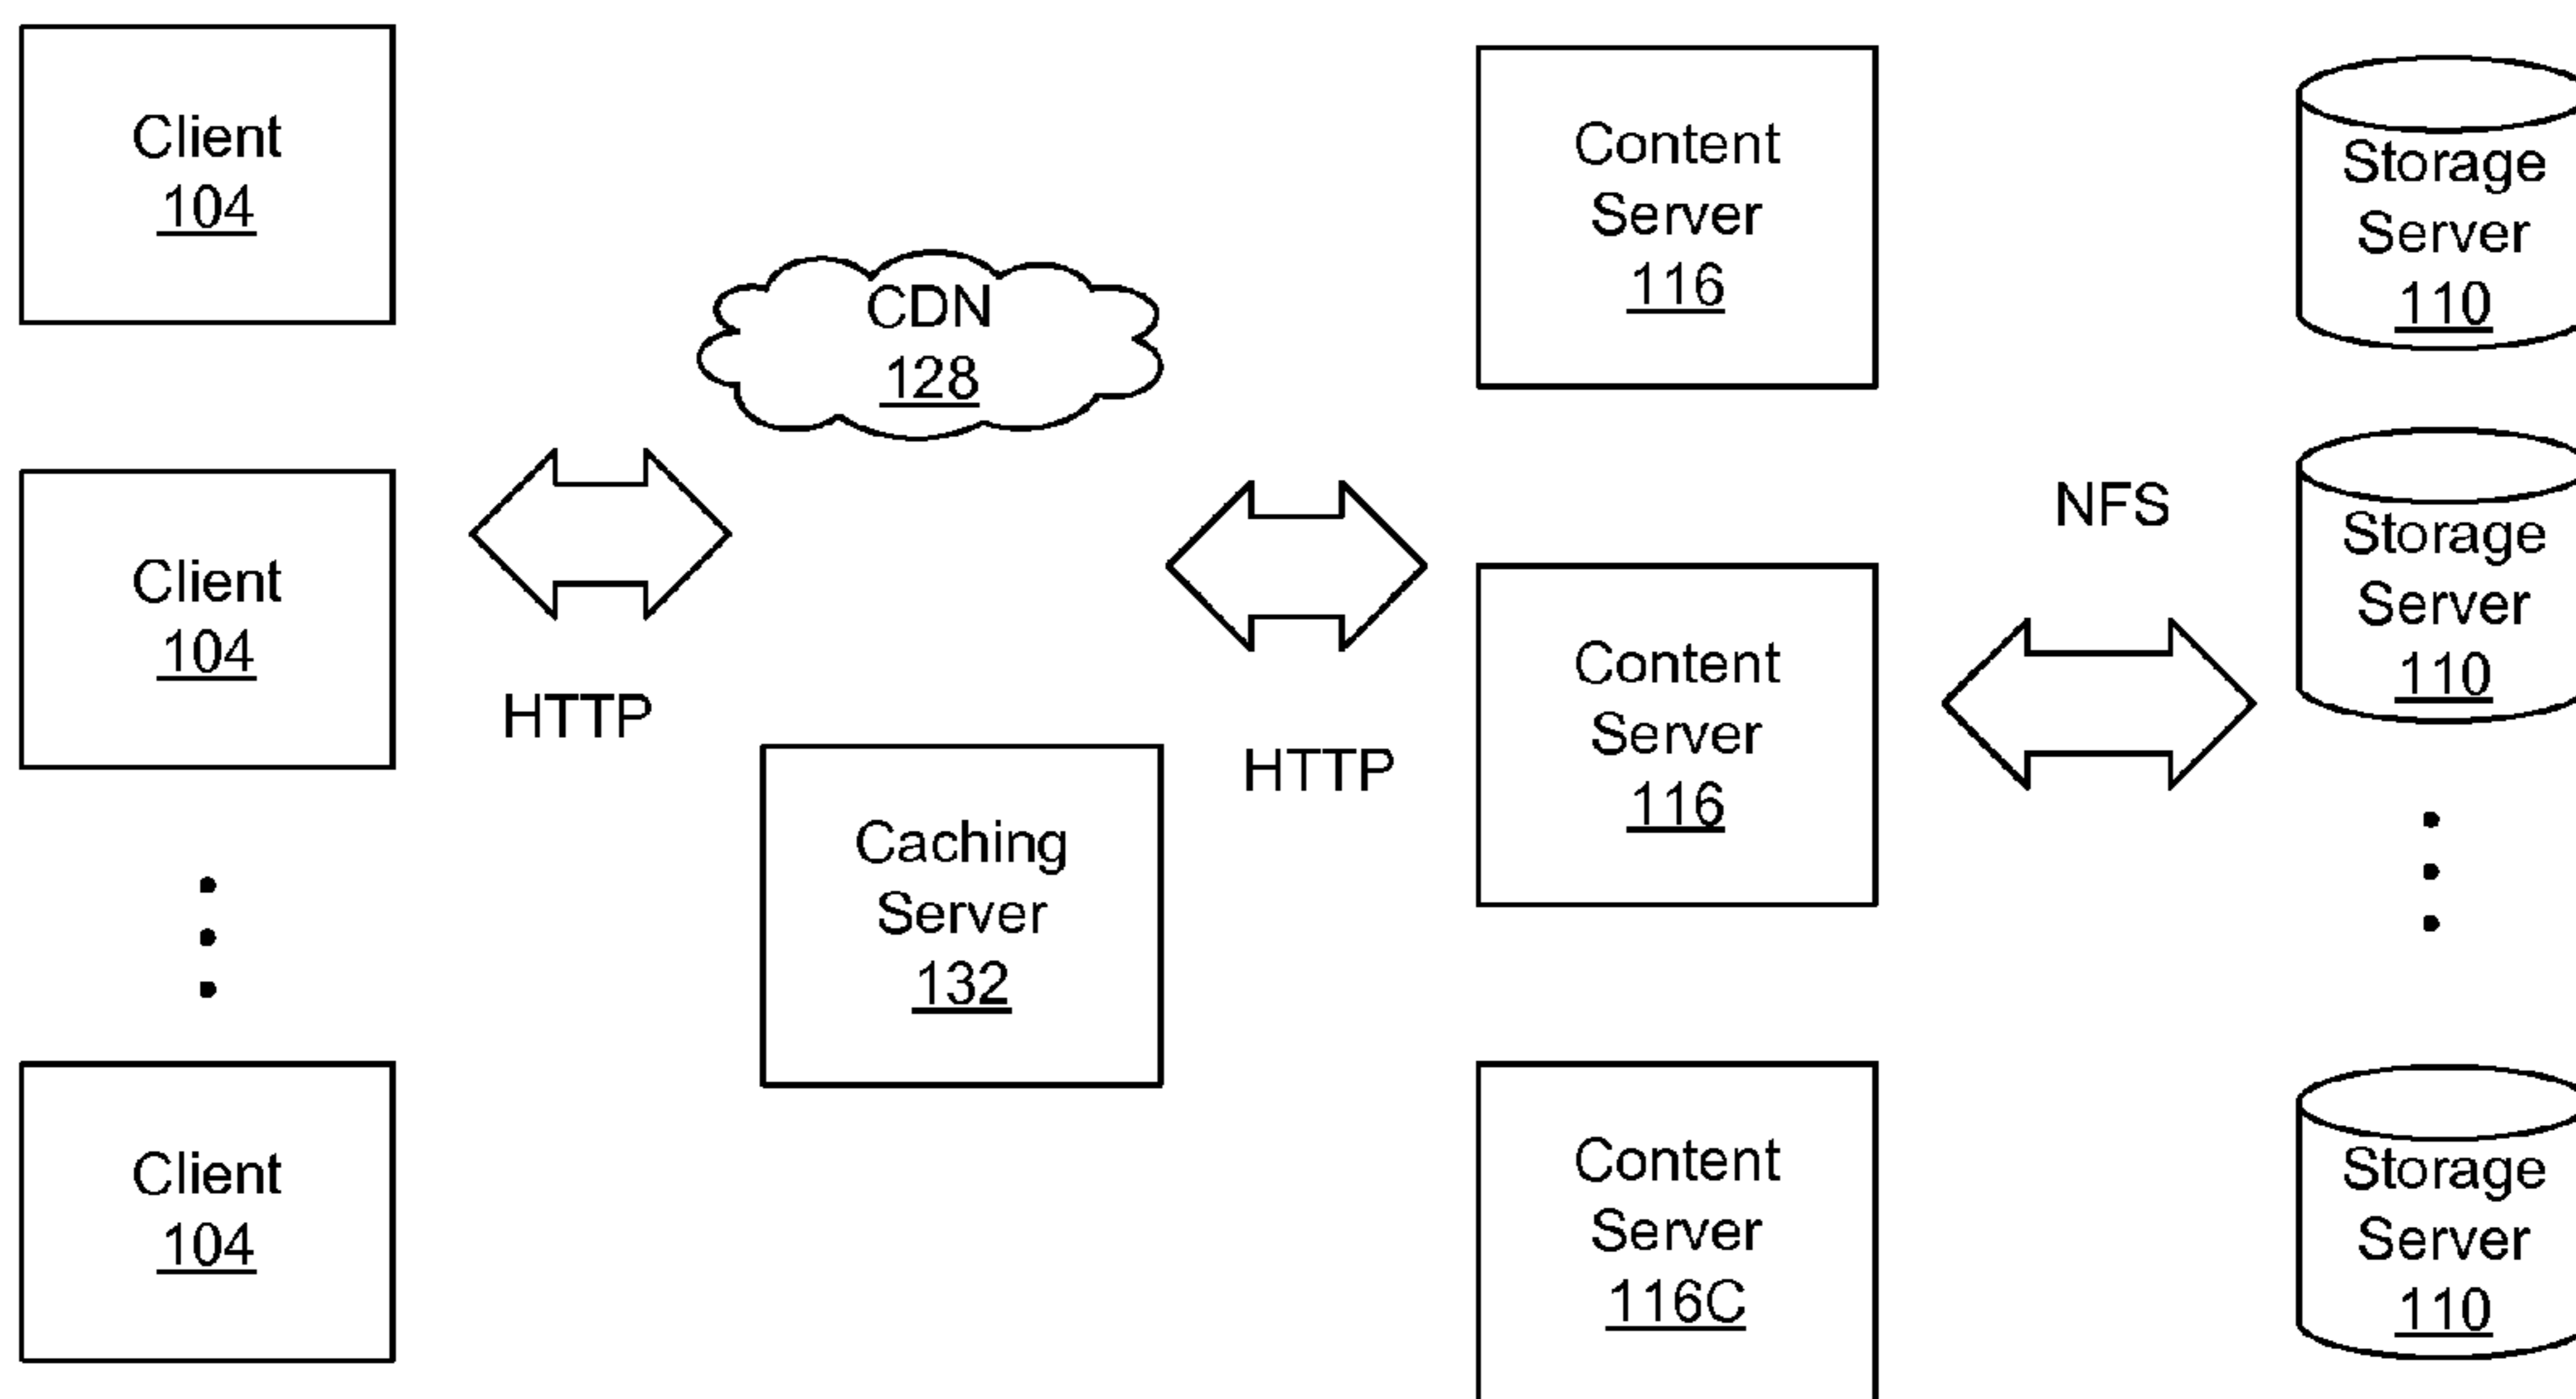 Client
104
Client
104
Client
104
CDN
128
HTTP
Caching
Server
132
HTTP
Content
Server
116
Content
Server
116
Content
Server
116C
NFS
Storage
Server
110
Storage
Server
110
Storage
Server
110